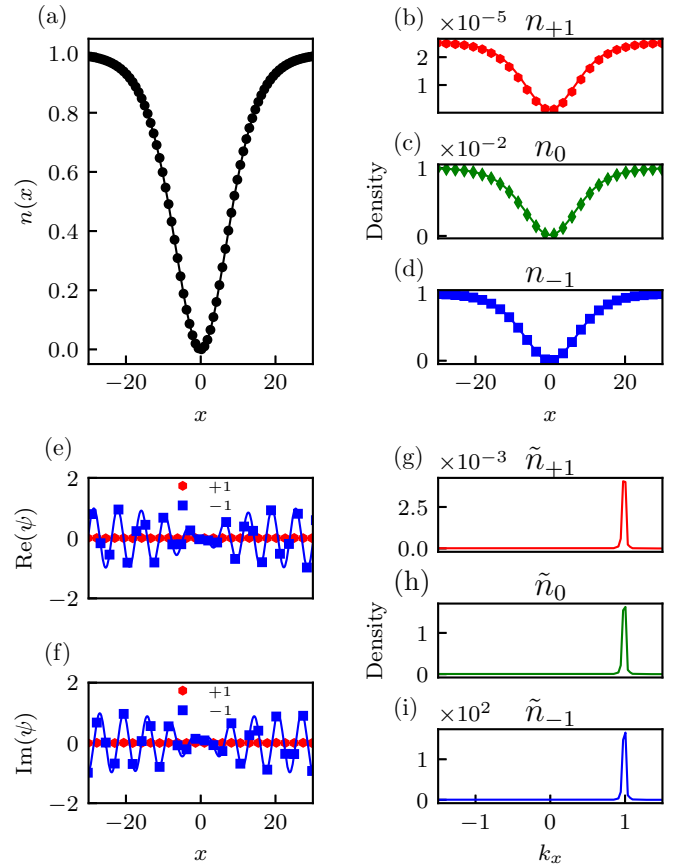 (a)
n(x)
1.0
0.8
0.6
0.4
0.2
0.0
−20 0 20
x
(b) ×10⁻⁵ n₊₁
2
1
(c) ×10⁻² n₀
1
0
Density
(d) n₋₁
1
0
−20 0 20
x
(e)
Re(ψ)
2
0
−2
+1
−1
(f)
Im(ψ)
2
0
−2
+1
−1
−20 0 20
x
(g) ×10⁻³ ñ₊₁
2.5
0.0
(h) ñ₀
1
0
Density
(i) ×10² ñ₋₁
1
0
−1 0 1
kₓ